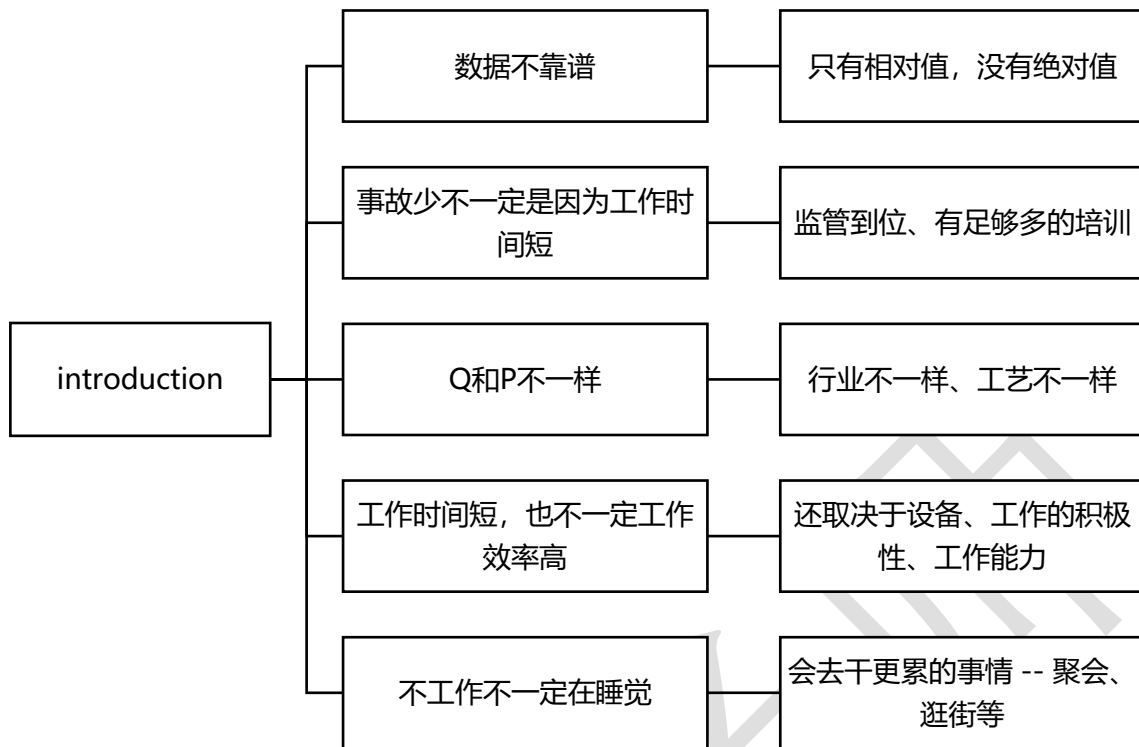 数据不靠谱
只有相对值，没有绝对值
事故少不一定是因为工作时
间短
监管到位、有足够多的培训
introduction
Q和P不一样
行业不一样、工艺不一样
工作时间短，也不一定工作
效率高
还取决于设备、工作的积极
性、工作能力
不工作不一定在睡觉
会去干更累的事情 -- 聚会、
逛街等